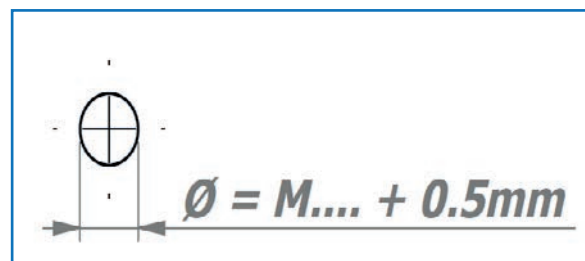 Ø = M.... + 0.5mm